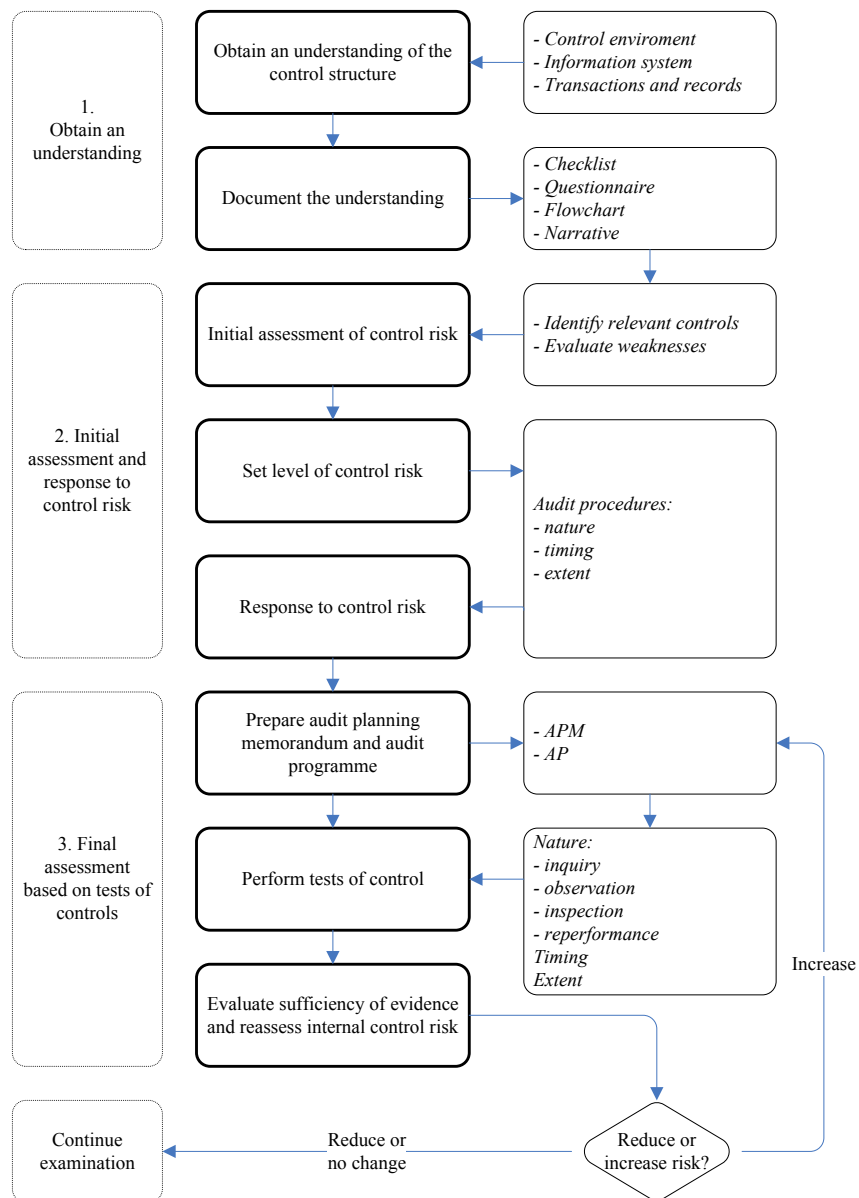 1.
Obtain an
understanding
Obtain an understanding of the
control structure
- Control enviroment
- Information system
- Transactions and records
Document the understanding
- Checklist
- Questionnaire
- Flowchart
- Narrative
2. Initial
assessment and
response to
control risk
Initial assessment of control risk
- Identify relevant controls
- Evaluate weaknesses
Set level of control risk
Audit procedures:
- nature
- timing
- extent
Response to control risk
3. Final
assessment
based on tests of
controls
Prepare audit planning
memorandum and audit
programme
- APM
- AP
Perform tests of control
Nature:
- inquiry
- observation
- inspection
- reperformance
Timing
Extent
Increase
Evaluate sufficiency of evidence
and reassess internal control risk
Continue
examination
Reduce or
no change
Reduce or
increase risk?